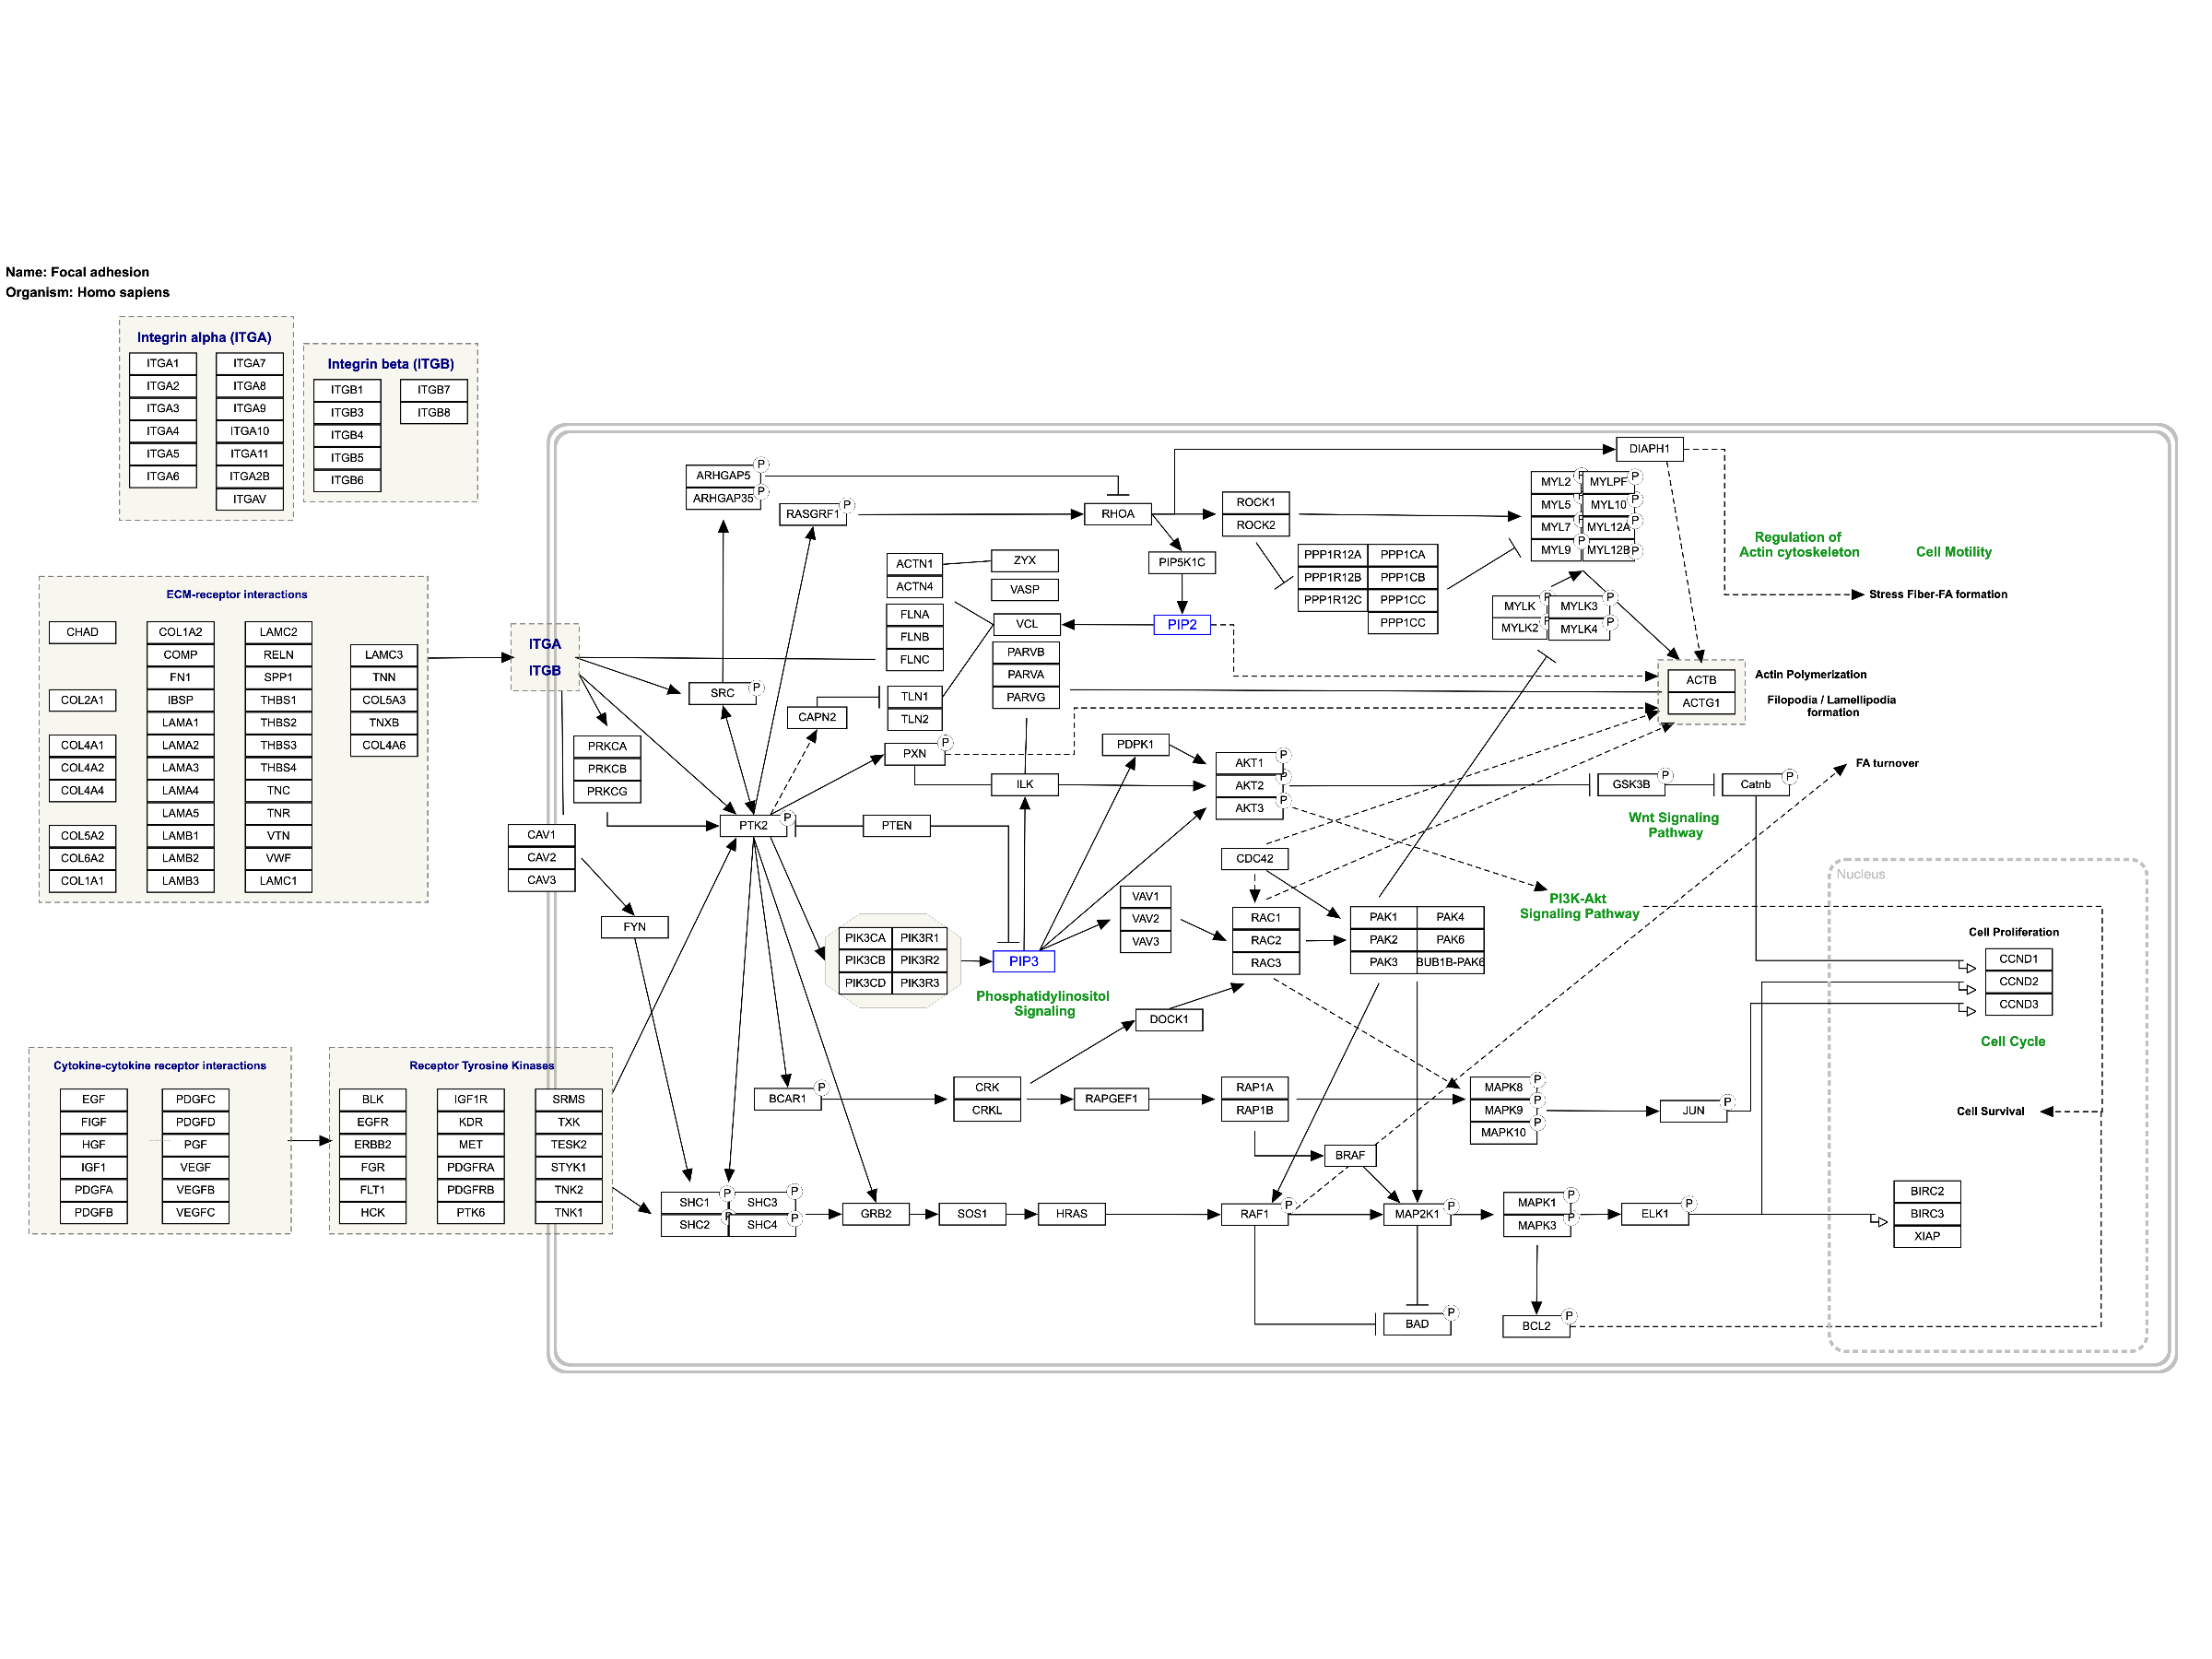 Name: Focal adhesion
Organism: Homo sapiens
Integrin alpha (ITGA)
ITGA1
ITGA2
ITGA3
ITGA4
ITGA5
ITGA6
ITGA7
ITGA8
ITGA9
ITGA10
ITGA11
ITGA2B
ITGAV
Integrin beta (ITGB)
ITGB1
ITGB3
ITGB4
ITGB5
ITGB6
ITGB7
ITGB8
ECM-receptor interactions
CHAD
COL2A1
COL4A1
COL4A2
COL4A4
COL5A2
COL6A2
COL1A1
COL1A2
COMP
FN1
IBSP
LAMA1
LAMA2
LAMA3
LAMA4
LAMA5
LAMB1
LAMB2
LAMB3
LAMC2
RELN
SPP1
THBS1
THBS2
THBS3
THBS4
TNC
TNR
VTN
VWF
LAMC1
LAMC3
TNN
COL5A3
TNXB
COL4A6
Cytokine-cytokine receptor interactions
EGF
FIGF
HGF
IGF1
PDGFA
PDGFB
PDGFC
PDGFD
PGF
VEGF
VEGFB
VEGFC
Receptor Tyrosine Kinases
BLK
EGFR
ERBB2
FGR
FLT1
HCK
IGF1R
KDR
MET
PDGFRA
PDGFRB
PTK6
SRMS
TXK
TESK2
STYK1
TNK2
TNK1
ITGA
ITGB
PRKCA
PRKCB
PRKCG
CAV1
CAV2
CAV3
FYN
ARHGAP5 P
ARHGAP35 P
RASGRF1 P
SRC P
CAPN2
PTK2 P
PTEN
PXN P
ACTN1
ACTN4
FLNA
FLNB
FLNC
TLN1
TLN2
ZYX
VASP
VCL
PARVB
PARVA
PARVG
ILK
PIK3CA PIK3R1
PIK3CB PIK3R2
PIK3CD PIK3R3
PIP3
Phosphatidylinositol
Signaling
BCAR1 P
CRK
CRKL
DOCK1
RAPGEF1
SHC1 P SHC3 P
SHC2 P SHC4 P
GRB2
SOS1
HRAS
RHOA
PIP5K1C
PIP2
ROCK1
ROCK2
PPP1R12A PPP1CA
PPP1R12B PPP1CB
PPP1R12C PPP1CC
PPP1CC
DIAPH1
MYL2 P MYLPF P
MYL5 P MYL10 P
MYL7 P MYL12A P
MYL9 P MYL12B P
MYLK P MYLK3 P
MYLK2 P MYLK4 P
Regulation of
Actin cytoskeleton
Cell Motility
Stress Fiber-FA formation
ACTB
ACTG1
Actin Polymerization
Filopodia / Lamellipodia
formation
PDPK1
AKT1 P
AKT2 P
AKT3 P
GSK3B P
Catnb P
Wnt Signaling
Pathway
FA turnover
CDC42
VAV1
VAV2
VAV3
RAC1
RAC2
RAC3
PAK1 PAK4
PAK2 PAK6
PAK3 BUB1B-PAK6
PI3K-Akt
Signaling Pathway
RAP1A
RAP1B
MAPK8 P
MAPK9 P
MAPK10 P
JUN P
BRAF
RAF1 P
MAP2K1 P
MAPK1 P
MAPK3 P
ELK1 P
BAD P
BCL2 P
Nucleus
Cell Proliferation
CCND1
CCND2
CCND3
Cell Cycle
Cell Survival
BIRC2
BIRC3
XIAP